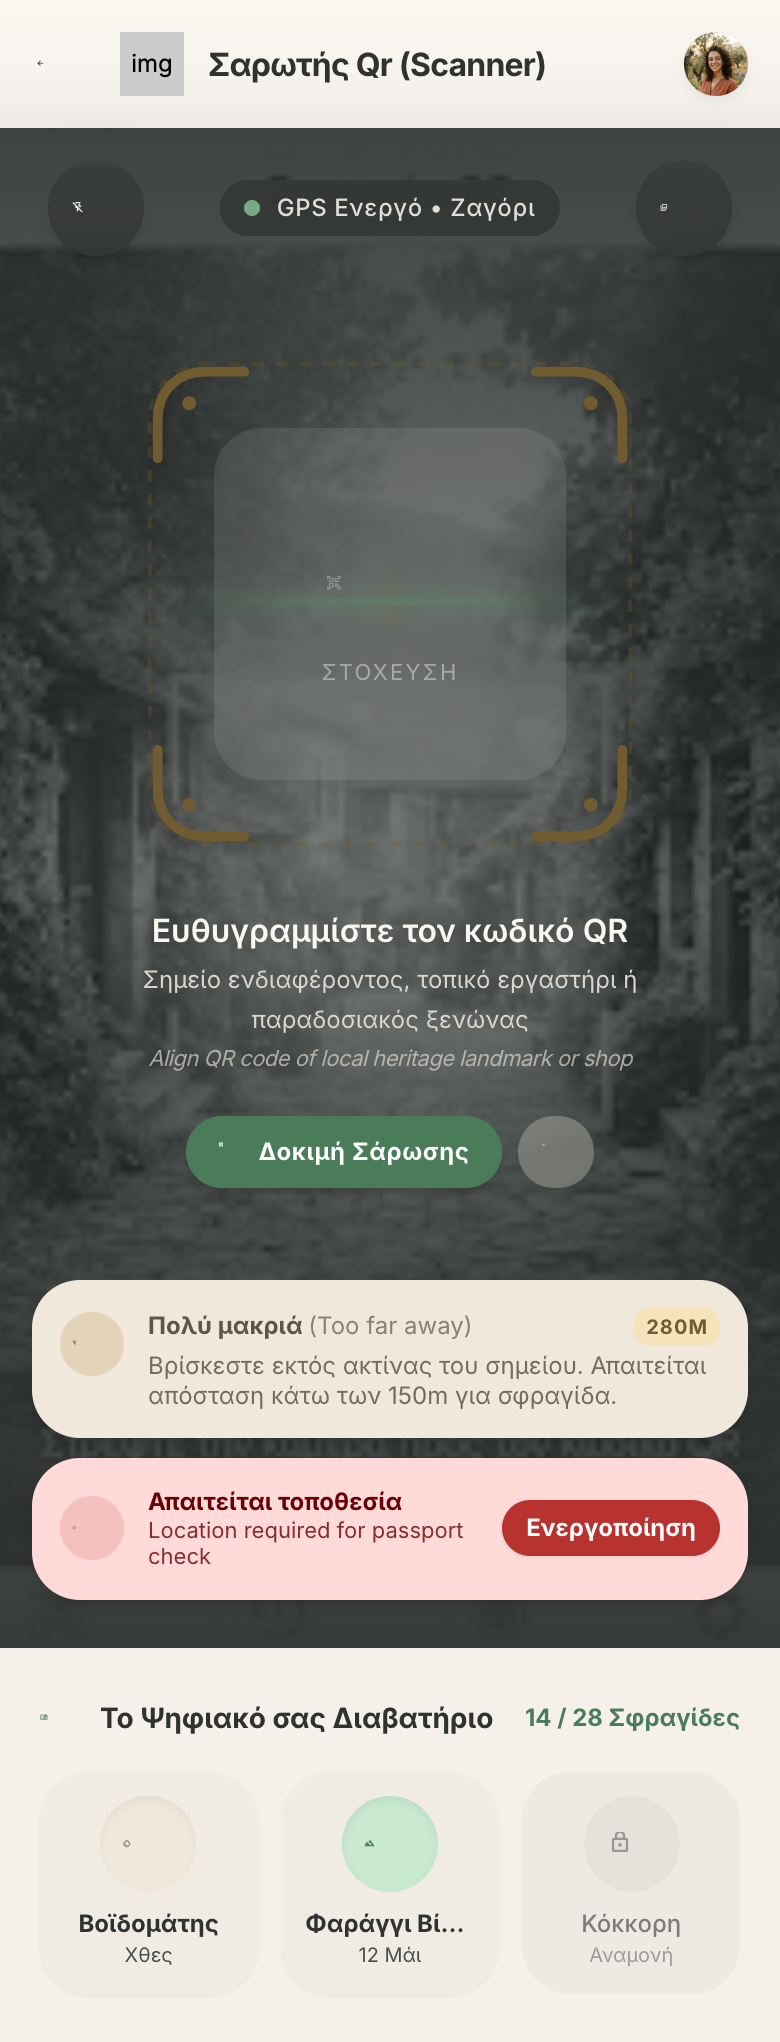 img
Σαρωτής Qr (Scanner)
GPS Ενεργό • Ζαγόρι
ΣΤΟΧΕΥΣΗ
Ευθυγραμμίστε τον κωδικό QR
Σημείο ενδιαφέροντος, τοπικό εργαστήρι ή
παραδοσιακός ξενώνας
Align QR code of local heritage landmark or shop
Δοκιμή Σάρωσης
Πολύ μακριά (Too far away)
280M
Βρίσκεστε εκτός ακτίνας του σημείου. Απαιτείται
απόσταση κάτω των 150m για σφραγίδα.
Απαιτείται τοποθεσία
Location required for passport
check
Ενεργοποίηση
Το Ψηφιακό σας Διαβατήριο
14 / 28 Σφραγίδες
Βοϊδομάτης
Χθες
Φαράγγι Βί...
12 Μάι
Κόκκορη
Αναμονή